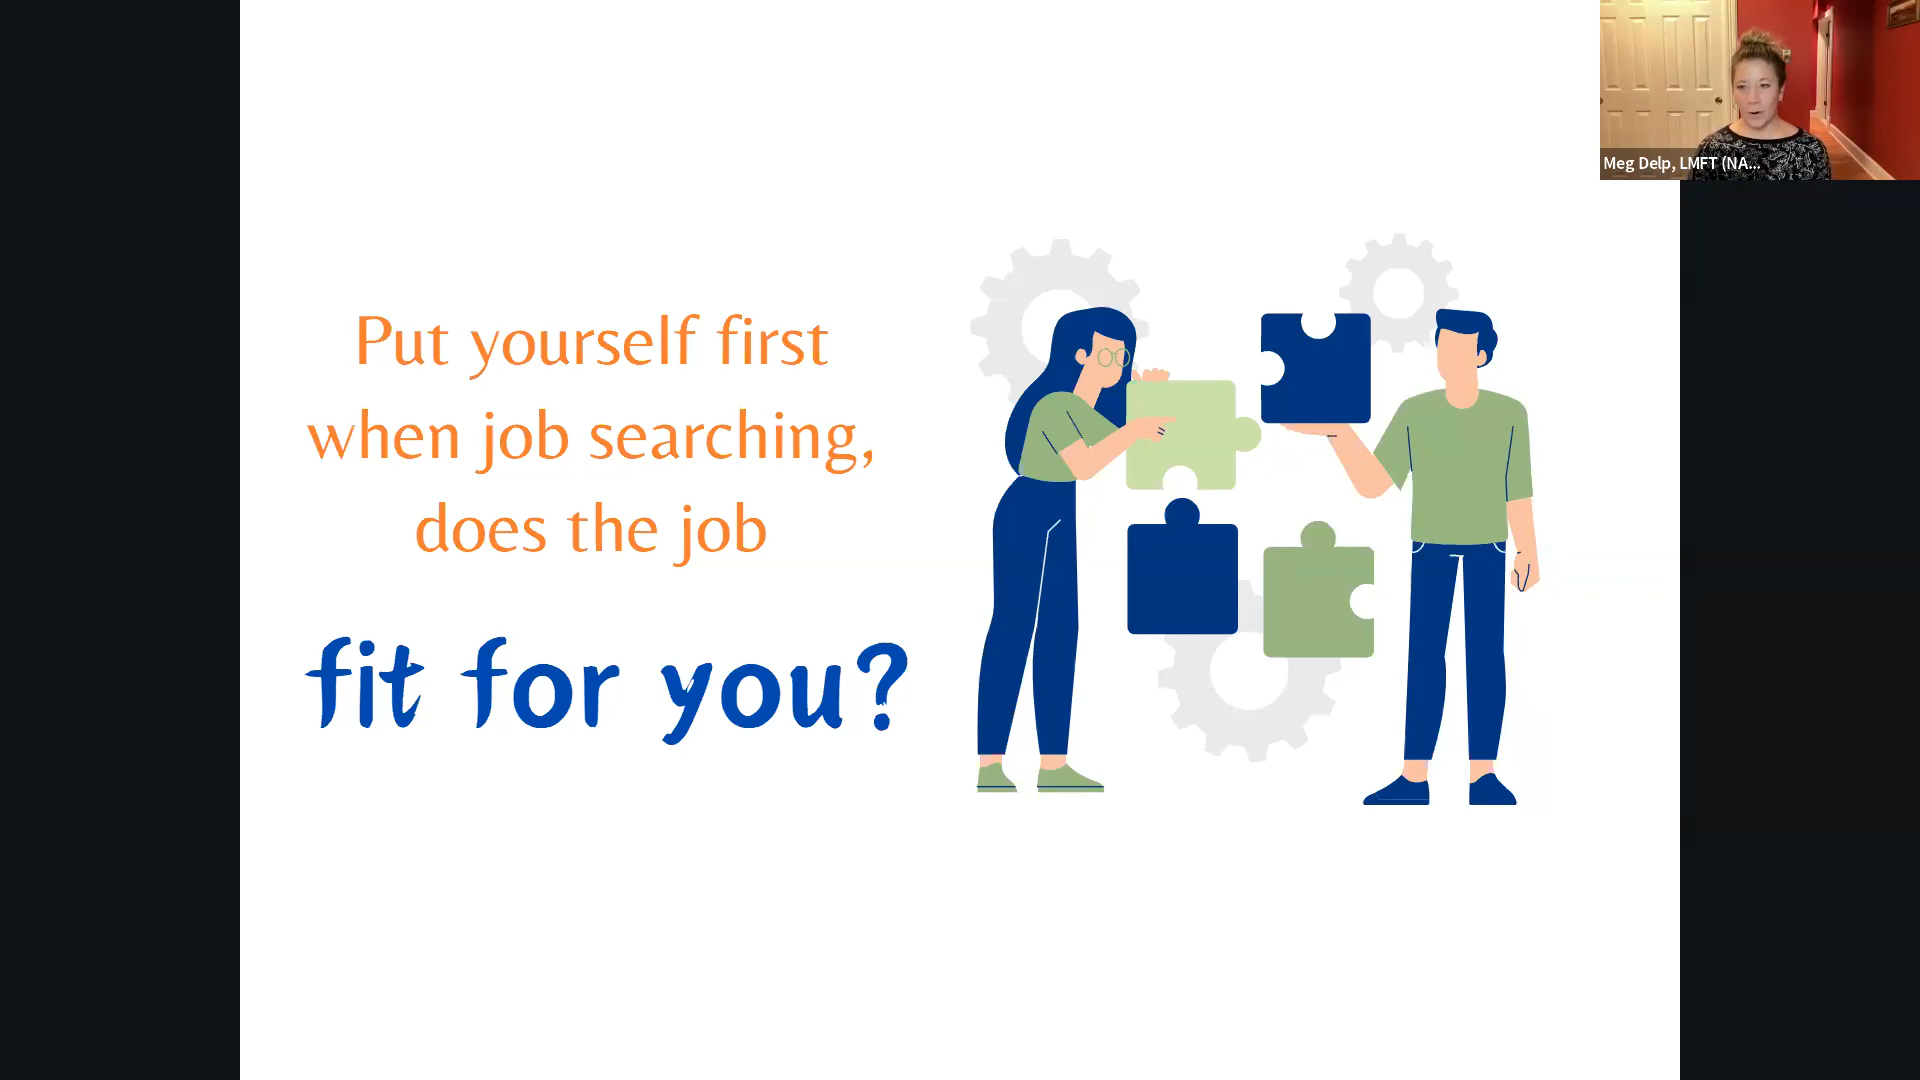 Put yourself first
when job searching,
does the job
fit for you?
Meg Delp, LMFT (NA...